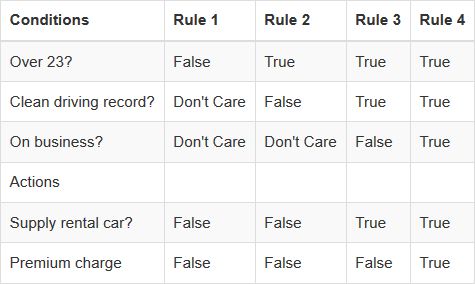 Conditions Rule 1 Rule 2 Rule 3 Rule 4
Over 23? False True True True
Clean driving record? Don't Care False True True
On business? Don't Care Don't Care False True
Actions
Supply rental car? False False True True
Premium charge False False False True